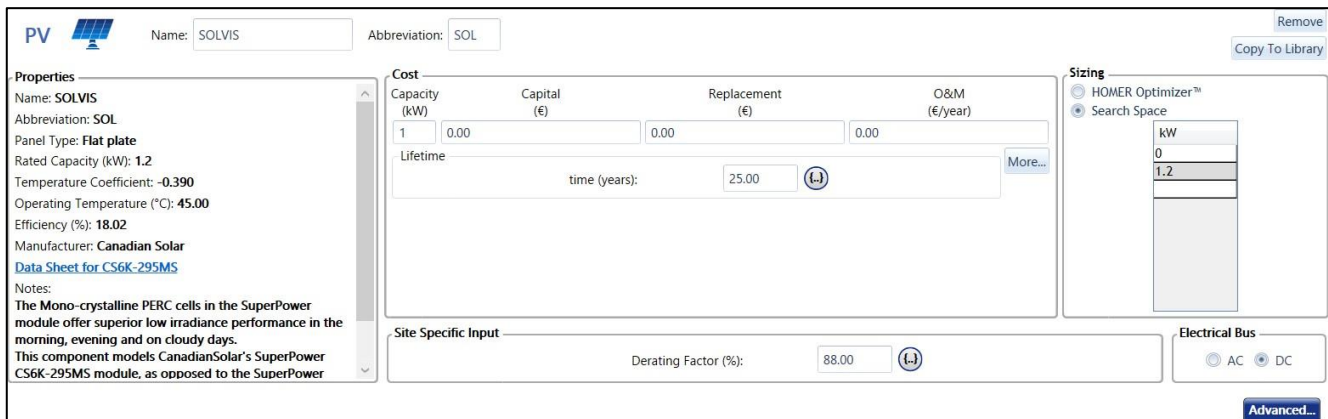 PV
Name: SOLVIS
Abbreviation: SOL
Remove
Copy To Library
Properties
Name: SOLVIS
Abbreviation: SOL
Panel Type: Flat plate
Rated Capacity (kW): 1.2
Temperature Coefficient: -0.390
Operating Temperature (°C): 45.00
Efficiency (%): 18.02
Manufacturer: Canadian Solar
Data Sheet for CS6K-295MS
Notes:
The Mono-crystalline PERC cells in the SuperPower
module offer superior low irradiance performance in the
morning, evening and on cloudy days.
This component models CanadianSolar's SuperPower
CS6K-295MS module, as opposed to the SuperPower
Cost
Capacity (kW) Capital (€) Replacement (€) O&M (€/year)
1 0.00 0.00 0.00
Lifetime
time (years): 25.00 {..}
More...
Site Specific Input
Derating Factor (%): 88.00 {..}
Sizing
HOMER Optimizer™
Search Space
kW
0
1.2
Electrical Bus
AC DC
Advanced...